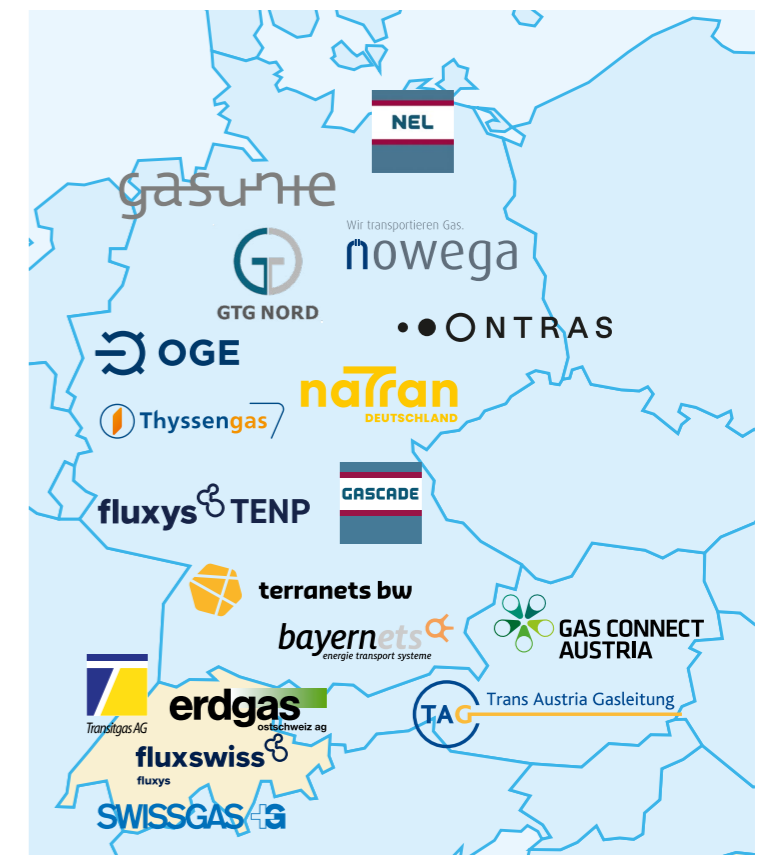 NEL
gasunie
Wir transportieren Gas.
nowega
GTG NORD
ONTRAS
OGE
naTran
DEUTSCHLAND
Thyssengas
GASCADE
fluxys TENP
terranets bw
bayernets
energie transport systeme
GAS CONNECT
AUSTRIA
Transitgas AG
erdgas
ostschweiz ag
TAG Trans Austria Gasleitung
fluxswiss
fluxys
SWISSGAS G